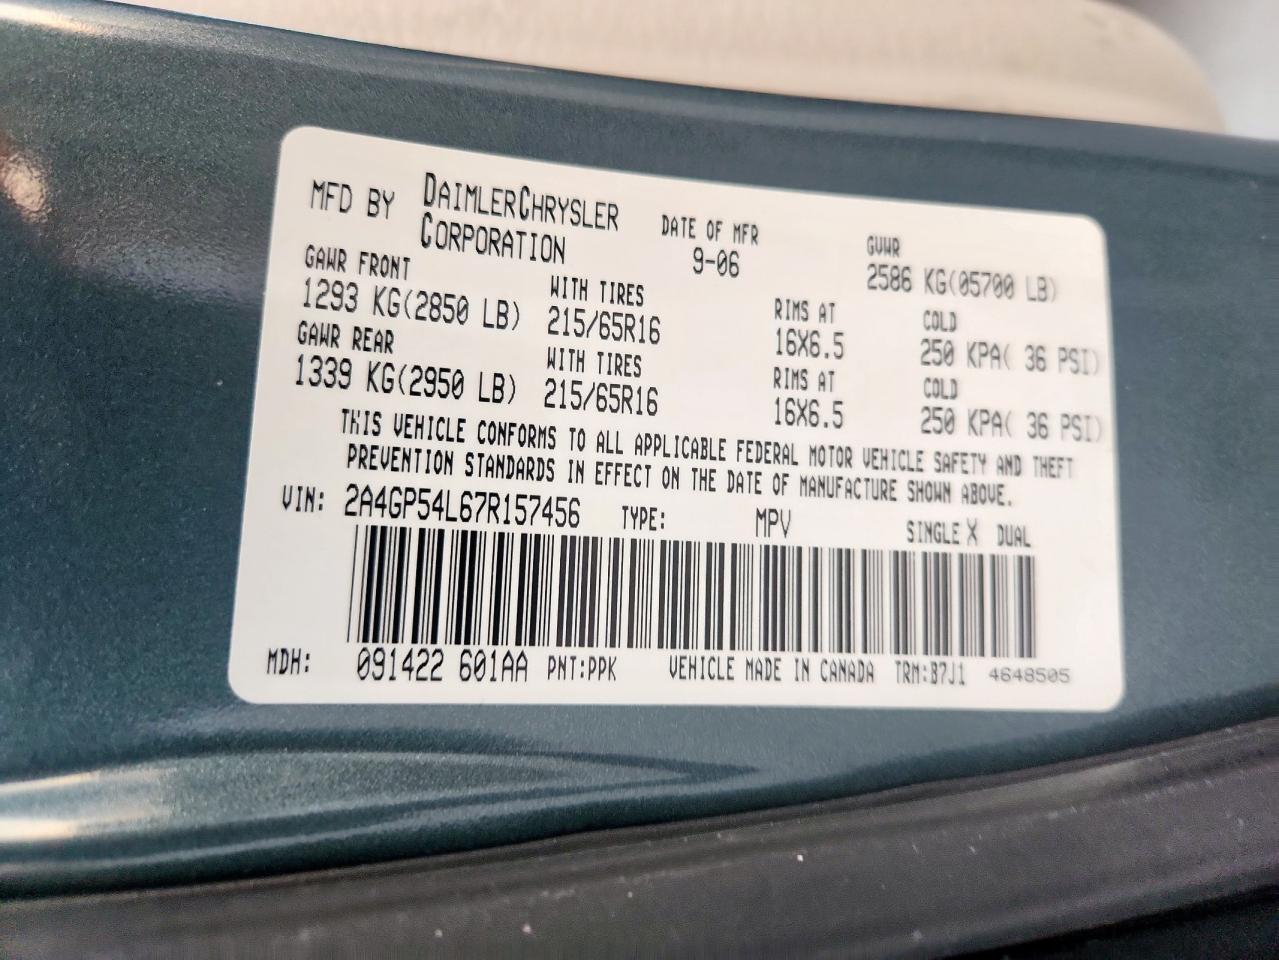 MFD BY DAIMLERCHRYSLER CORPORATION DATE OF MFR 9-06 GVWR 2586 KG(05700 LB)
GAWR FRONT WITH TIRES RIMS AT COLD
1293 KG(2850 LB) 215/65R16 16X6.5 250 KPA( 36 PSI)
GAWR REAR WITH TIRES RIMS AT COLD
1339 KG(2950 LB) 215/65R16 16X6.5 250 KPA( 36 PSI)
THIS VEHICLE CONFORMS TO ALL APPLICABLE FEDERAL MOTOR VEHICLE SAFETY AND THEFT
PREVENTION STANDARDS IN EFFECT ON THE DATE OF MANUFACTURE SHOWN ABOVE.
VIN: 2A4GP54L67R157456 TYPE: MPV SINGLE X DUAL
MDH: 091422 601AA PNT:PPK VEHICLE MADE IN CANADA TRM:B7J1 4648505